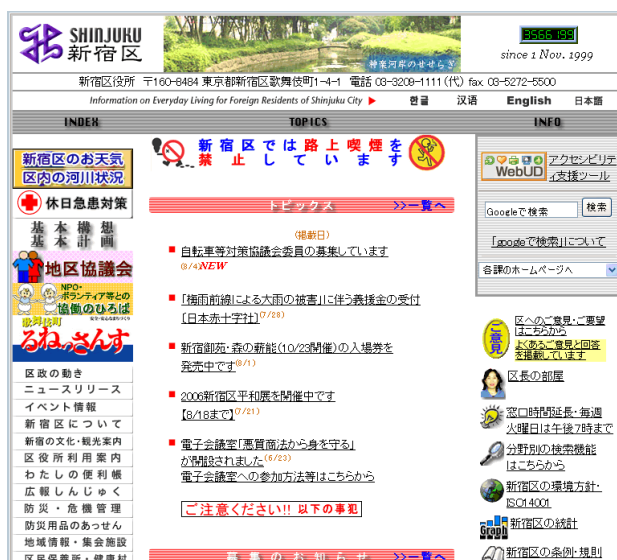 SHINJUKU
新宿区
神楽河岸のせせらぎ
3566199
since 1 Nov. 1999
新宿区役所 〒160-8484 東京都新宿区歌舞伎町1-4-1 電話 03-3209-1111(代) fax 03-5272-5500
Information on Everyday Living for Foreign Residents of Shinjuku City ▶ 한글 汉语 English 日本語
INDEX
新宿区のお天気
区内の河川状況
休日急患対策
基本構想
基本計画
地区協議会
NPO・
ボランティア等との
協働のひろば
歌舞伎町
るねっさんす
区政の動き
ニュースリリース
イベント情報
新宿区について
新宿の文化・観光案内
区役所利用案内
わたしの便利帳
広報しんじゅく
防災・危機管理
防災用品のあっせん
地域情報・集会施設
区民保養所・健康村
TOPICS
新宿区では路上喫煙を
禁止しています
トピックス >>一覧へ
(掲載日)
自転車等対策協議会委員の募集しています
(8/4)NEW
「梅雨前線による大雨の被害」に伴う義援金の受付
〔日本赤十字社〕(7/28)
新宿御苑・森の薪能(10/23開催)の入場券を
発売中です(8/1)
2006新宿区平和展を開催中です
【8/18まで】(7/21)
電子会議室「悪質商法から身を守る」
が開設されました(6/23)
電子会議室への参加方法等はこちらから
ご注意ください!! 以下の事犯
募集のお知らせ >>一覧へ
INFO
WebUD アクセシビリテ
ィ支援ツール
Googleで検索 検索
「googleで検索」について
各課のホームページへ
ご意見
区へのご意見・ご要望
はこちらから
よくあるご意見と回答
を掲載しています
区長の部屋
窓口時間延長・毎週
火曜日は午後7時まで
分野別の検索機能
はこちらから
新宿区の環境方針・
ISO14001
Graph 新宿区の統計
新宿区の条例・規則